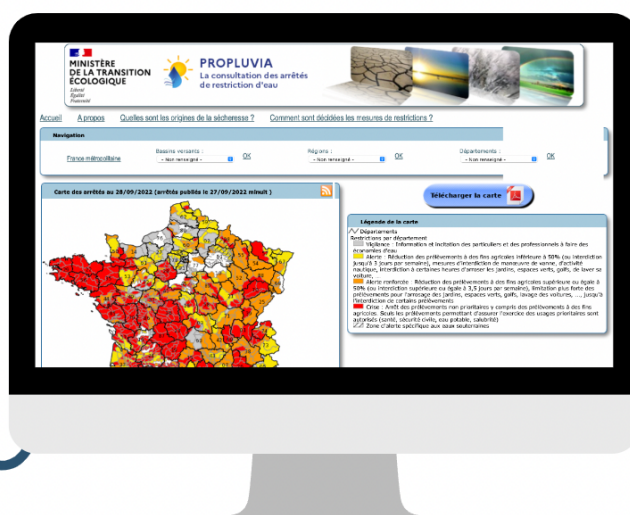 MINISTÈRE
DE LA TRANSITION
ÉCOLOGIQUE
Liberté
Égalité
Fraternité
PROPLUVIA
La consultation des arrêtés
de restriction d'eau
Accueil A propos Quelles sont les origines de la sécheresse ? Comment sont décidées les mesures de restrictions ?
Navigation
France métropolitaine
Bassins versants :
- Non renseigné -
OK
Régions :
- Non renseigné -
OK
Départements :
- Non renseigné -
OK
Carte des arrêtés au 28/09/2022 (arrêtés publiés le 27/09/2022 minuit )
Télécharger la carte
Légende de la carte
Départements
Restrictions par département
Vigilance : Information et incitation des particuliers et des professionnels à faire des
économies d'eau
Alerte : Réduction des prélèvements à des fins agricoles inférieure à 50% (ou interdiction
jusqu'à 3 jours par semaine), mesures d'interdiction de manœuvre de vanne, d'activité
nautique, interdiction à certaines heures d'arroser les jardins, espaces verts, golfs, de laver sa
voiture, ...
Alerte renforcée : Réduction des prélèvements à des fins agricoles supérieure ou égale à
50% (ou interdiction supérieure ou égale à 3,5 jours par semaine), limitation plus forte des
prélèvements pour l'arrosage des jardins, espaces verts, golfs, lavage des voitures, ..., jusqu'à
l'interdiction de certains prélèvements
Crise : Arrêt des prélèvements non prioritaires y compris des prélèvements à des fins
agricoles. Seuls les prélèvements permettant d'assurer l'exercice des usages prioritaires sont
autorisés (santé, sécurité civile, eau potable, salubrité)
Zone d'alerte spécifique aux eaux souterraines